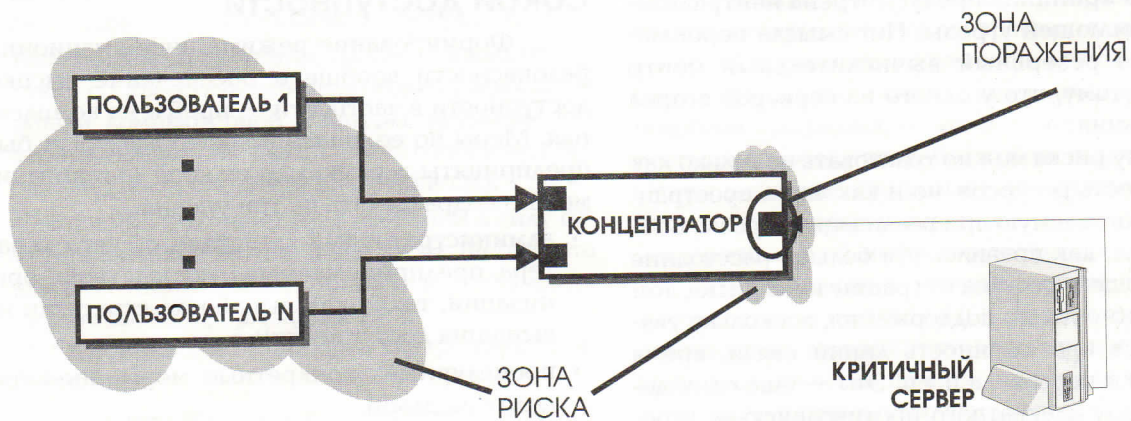 ЗОНА
ПОРАЖЕНИЯ
ПОЛЬЗОВАТЕЛЬ 1
КОНЦЕНТРАТОР
ПОЛЬЗОВАТЕЛЬ N
КРИТИЧНЫЙ
СЕРВЕР
ЗОНА
РИСКА